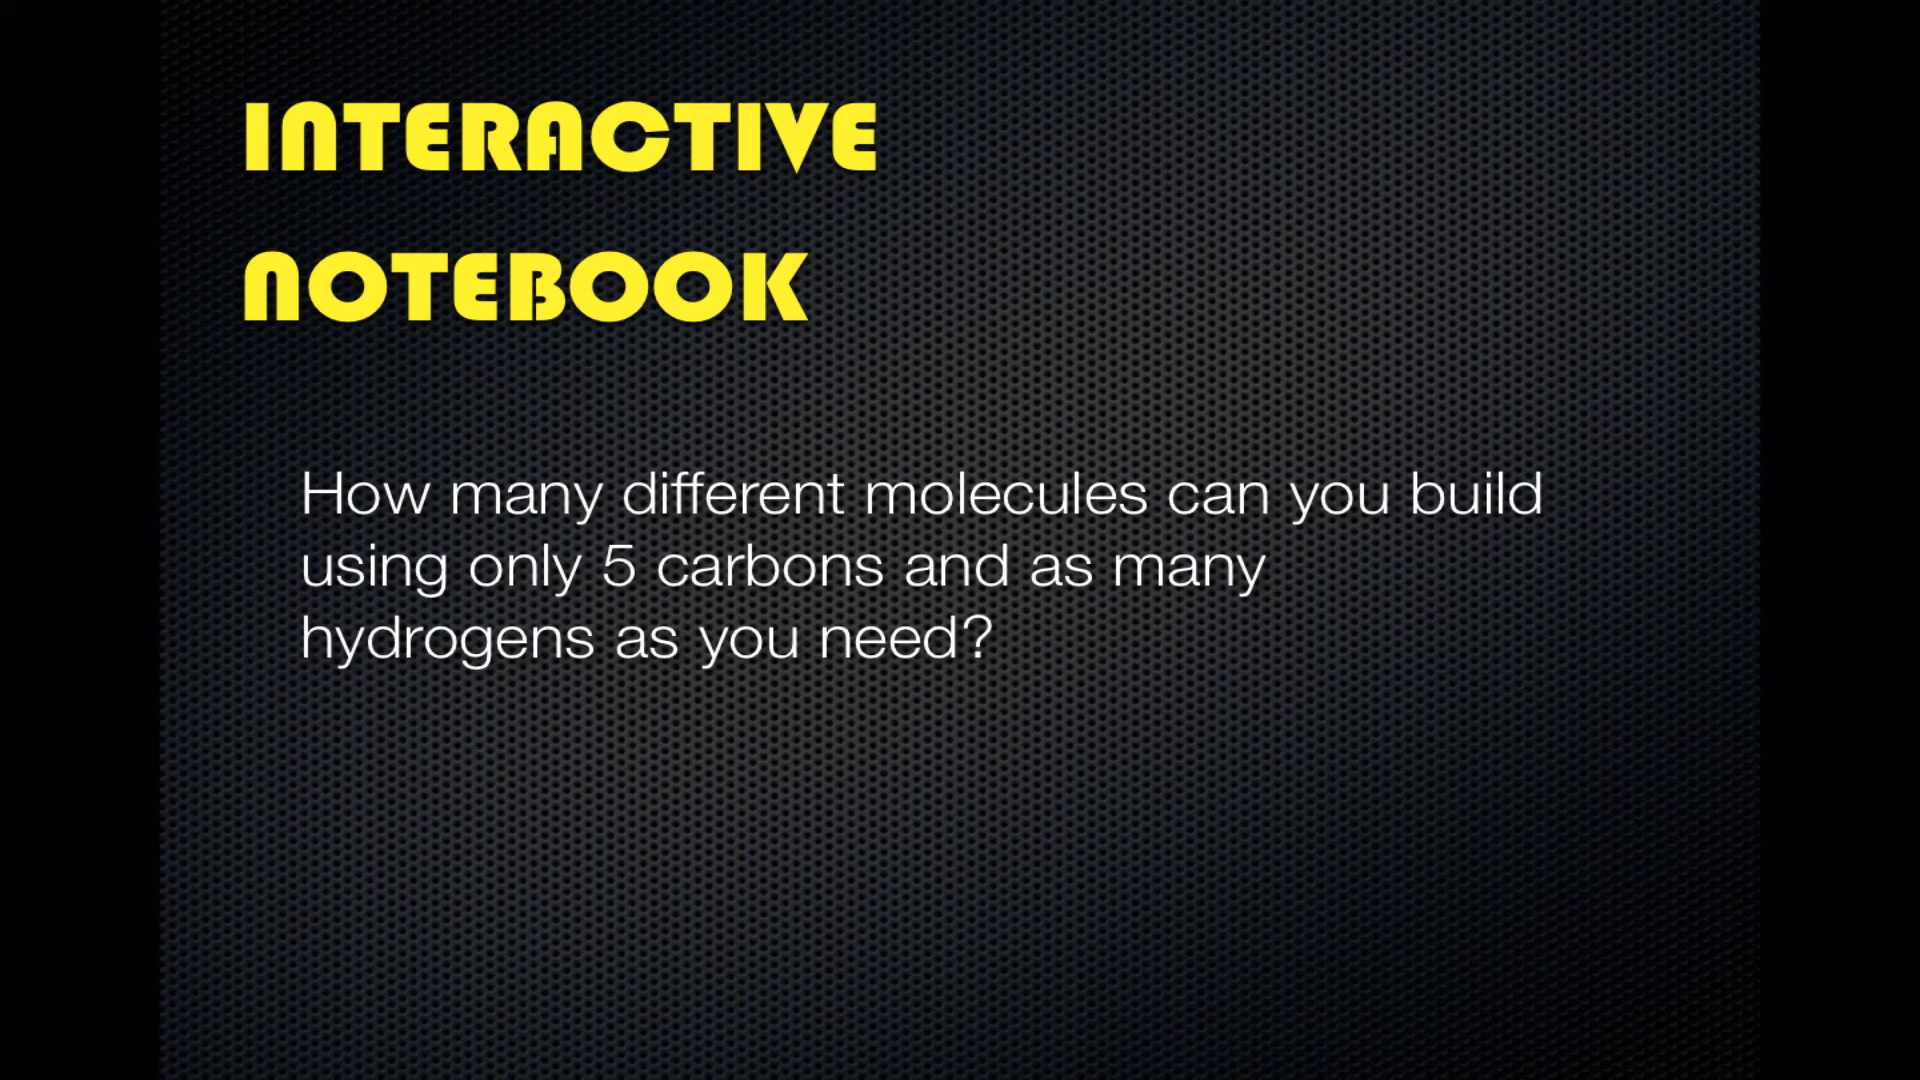 INTERACTIVE
NOTEBOOK
How many different molecules can you build
using only 5 carbons and as many
hydrogens as you need?